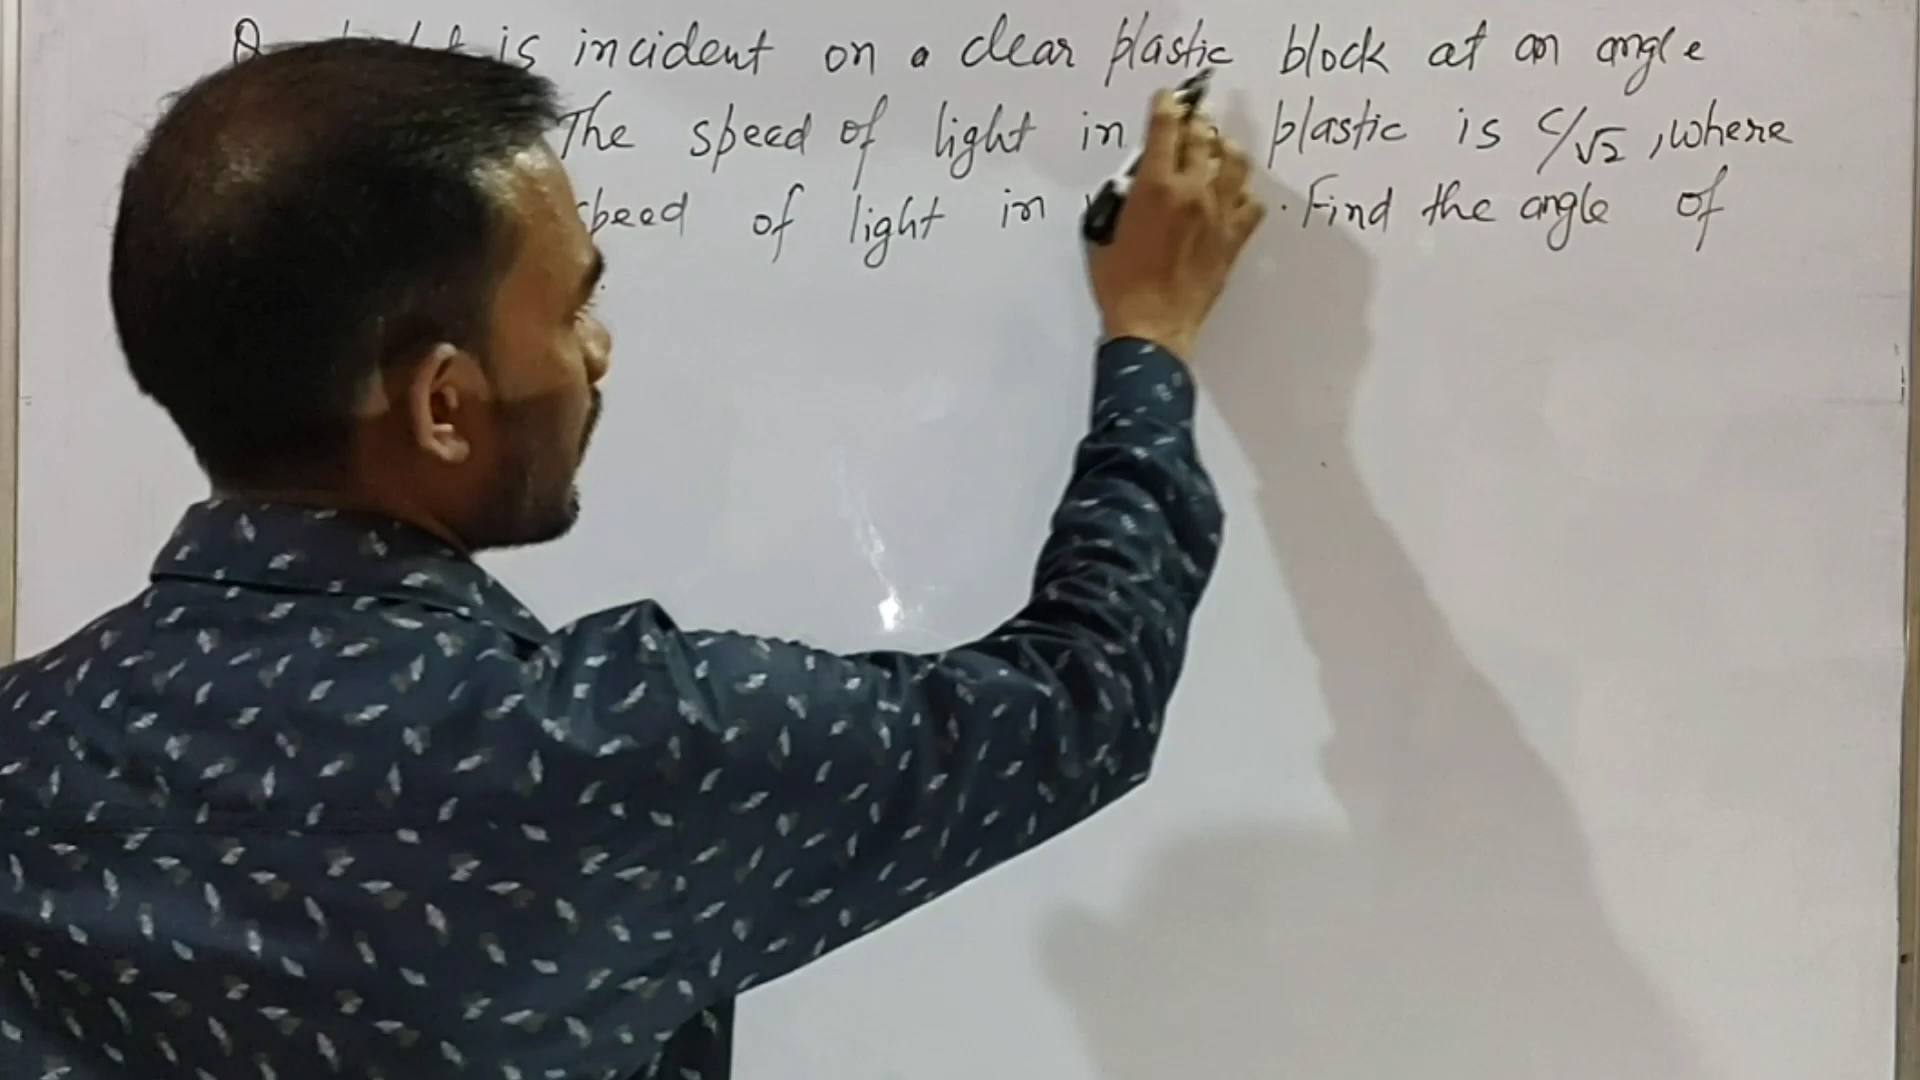 is incident on a clear plastic block at an angle
The speed of light in plastic is c/√2, where
speed of light in . Find the angle of